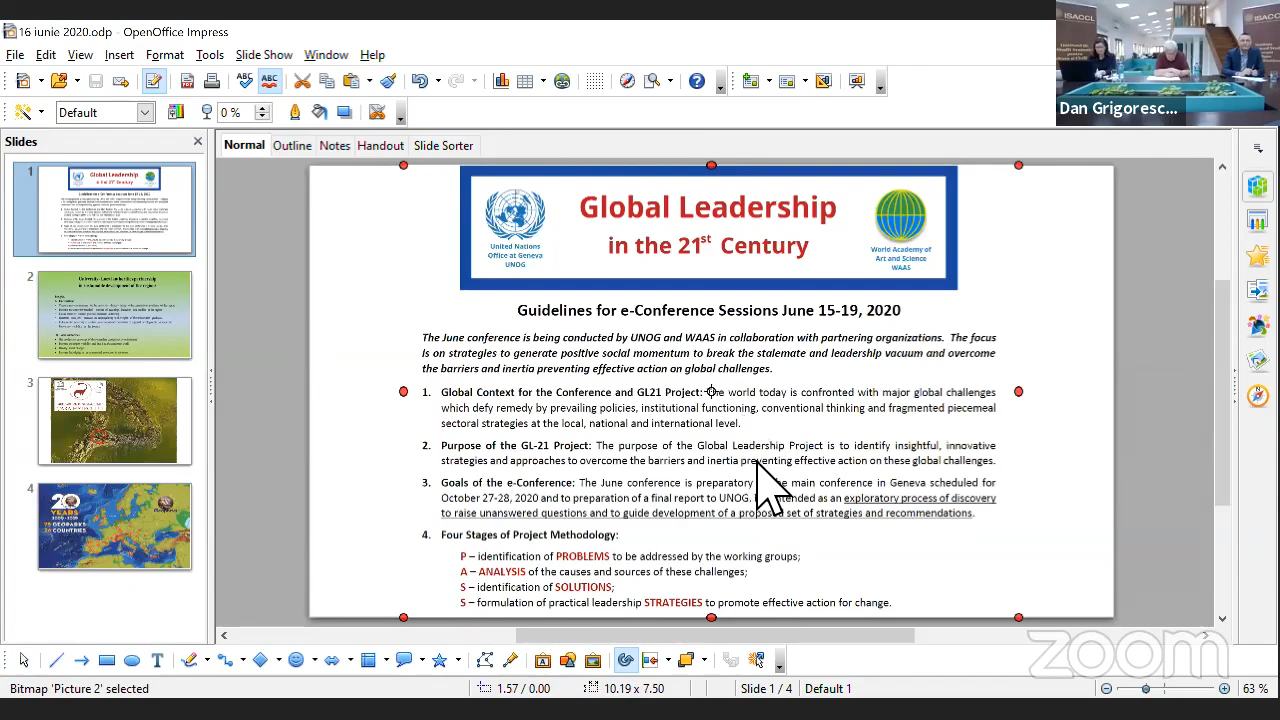 16 iunie 2020.odp - OpenOffice Impress
File Edit View Insert Format Tools Slide Show Window Help
Default
0 %
ISACCL
Dan Grigoresc...
Slides
Normal Outline Notes Handout Slide Sorter
1
Global Leadership
in the 21st Century
2
3
4
20
YEARS
COUNTRIES
United Nations
Office at Geneva
UNOG
Global Leadership
in the 21st Century
World Academy of
Art and Science
WAAS
Guidelines for e-Conference Sessions June 15-19, 2020
The June conference is being conducted by UNOG and WAAS in collaboration with partnering organizations. The focus
is on strategies to generate positive social momentum to break the stalemate and leadership vacuum and overcome
the barriers and inertia preventing effective action on global challenges.
1. Global Context for the Conference and GL21 Project: The world today is confronted with major global challenges
which defy remedy by prevailing policies, institutional functioning, conventional thinking and fragmented piecemeal
sectoral strategies at the local, national and international level.
2. Purpose of the GL-21 Project: The purpose of the Global Leadership Project is to identify insightful, innovative
strategies and approaches to overcome the barriers and inertia preventing effective action on these global challenges.
3. Goals of the e-Conference: The June conference is preparatory main conference in Geneva scheduled for
October 27-28, 2020 and to preparation of a final report to UNOG. as an exploratory process of discovery
to raise unanswered questions and to guide development of a proposed set of strategies and recommendations.
4. Four Stages of Project Methodology:
P – identification of PROBLEMS to be addressed by the working groups;
A – ANALYSIS of the causes and sources of these challenges;
S – identification of SOLUTIONS;
S – formulation of practical leadership STRATEGIES to promote effective action for change.
zoom
Bitmap 'Picture 2' selected
1.57 / 0.00
10.19 x 7.50
Slide 1 / 4
Default 1
63 %